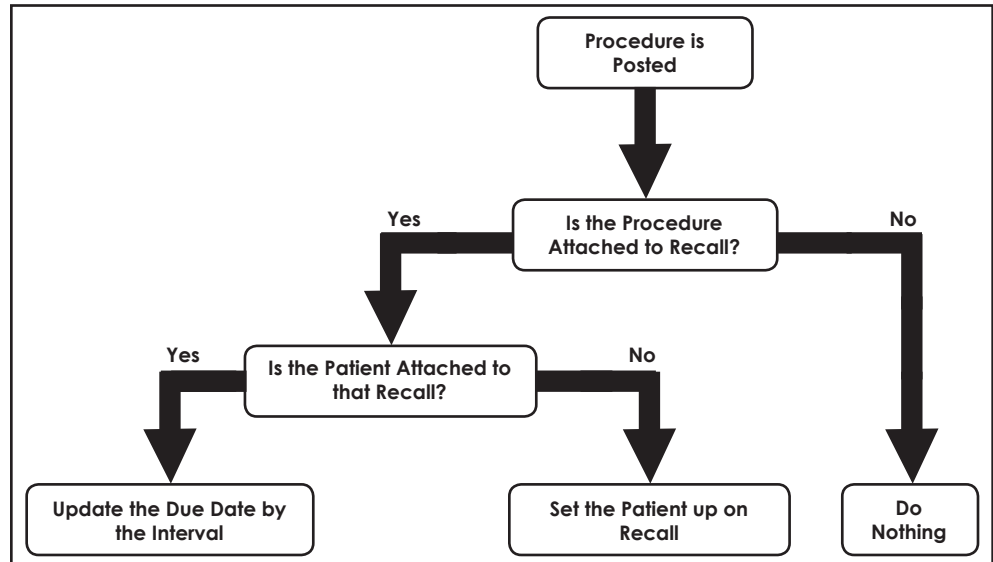 Procedure is
Posted
Yes
Is the Procedure
Attached to Recall?
No
Yes
Is the Patient Attached to
that Recall?
No
Update the Due Date by
the Interval
Set the Patient up on
Recall
Do
Nothing